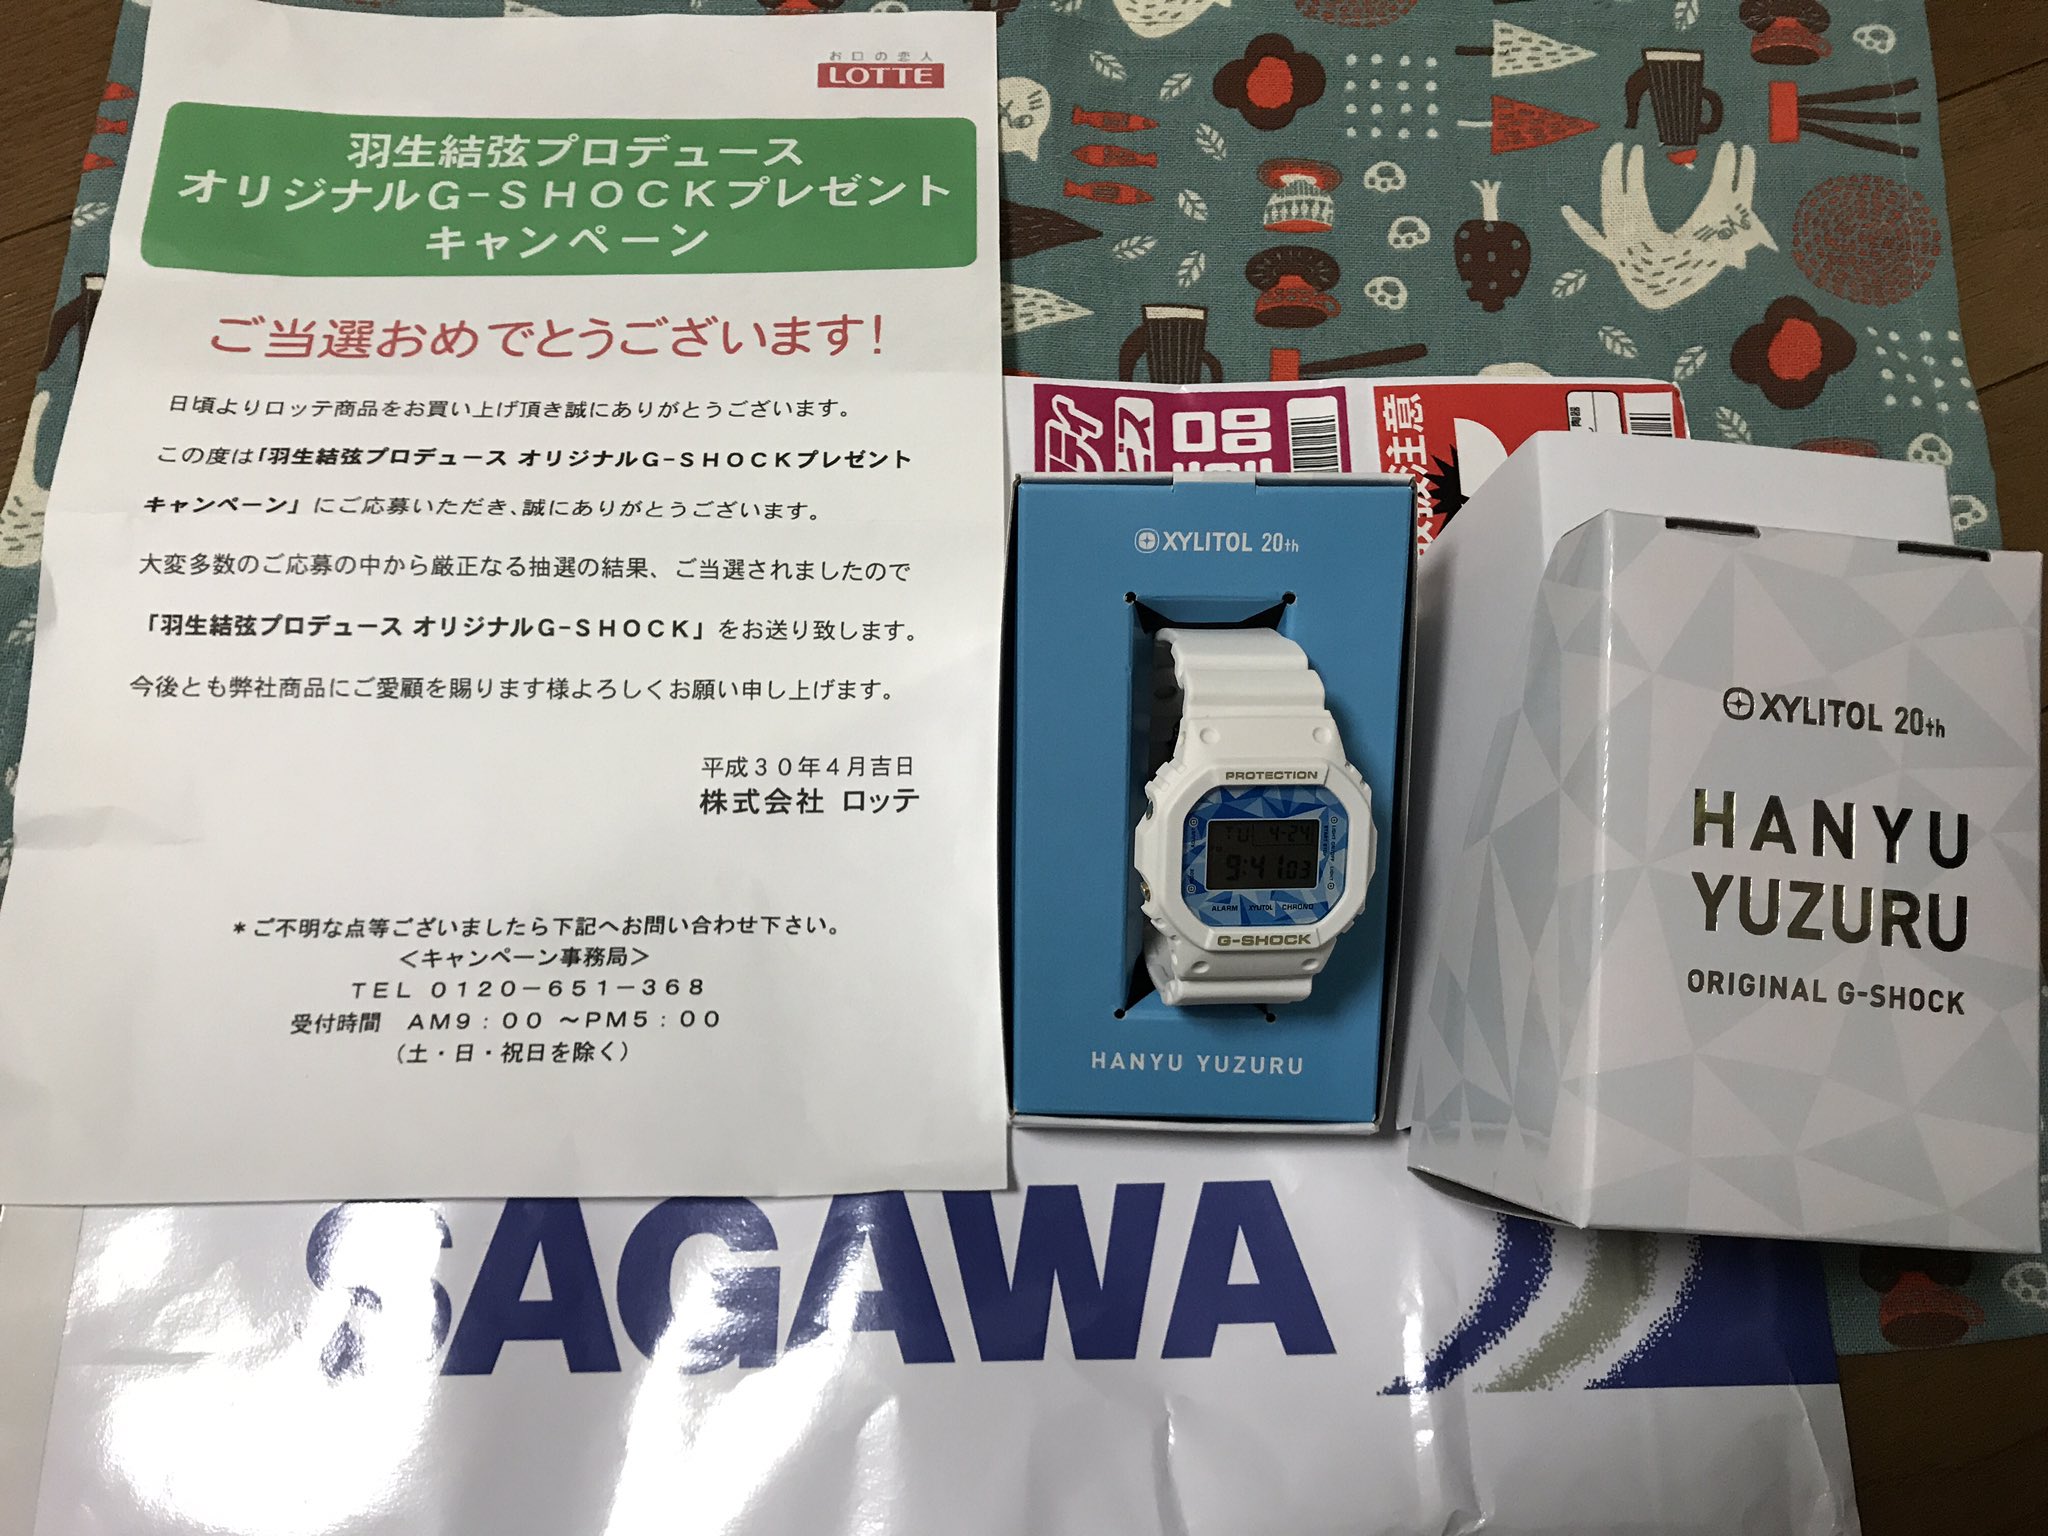 お口の恋人
LOTTE
羽生結弦プロデュース
オリジナルG-SHOCKプレゼント
キャンペーン
ご当選おめでとうございます!
日頃よりロッテ商品をお買い上げ頂き誠にありがとうございます。
この度は「羽生結弦プロデュース オリジナルG-SHOCKプレゼント
キャンペーン」にご応募いただき、誠にありがとうございます。
大変多数のご応募の中から厳正なる抽選の結果、ご当選されましたので
「羽生結弦プロデュース オリジナルG-SHOCK」をお送り致します。
今後とも弊社商品にご愛顧を賜ります様よろしくお願い申し上げます。
平成30年4月吉日
株式会社 ロッテ
*ご不明な点等ございましたら下記へお問い合わせ下さい。
<キャンペーン事務局>
TEL 0120-651-368
受付時間 AM9:00 ~PM5:00
(土・日・祝日を除く)
注意
XYLITOL 20th
PROTECTION
TU 4-24
9:41 03
ALARM XYLITOL CHRONO
G-SHOCK
HANYU YUZURU
XYLITOL 20th
HANYU
YUZURU
ORIGINAL G-SHOCK
SAGAWA